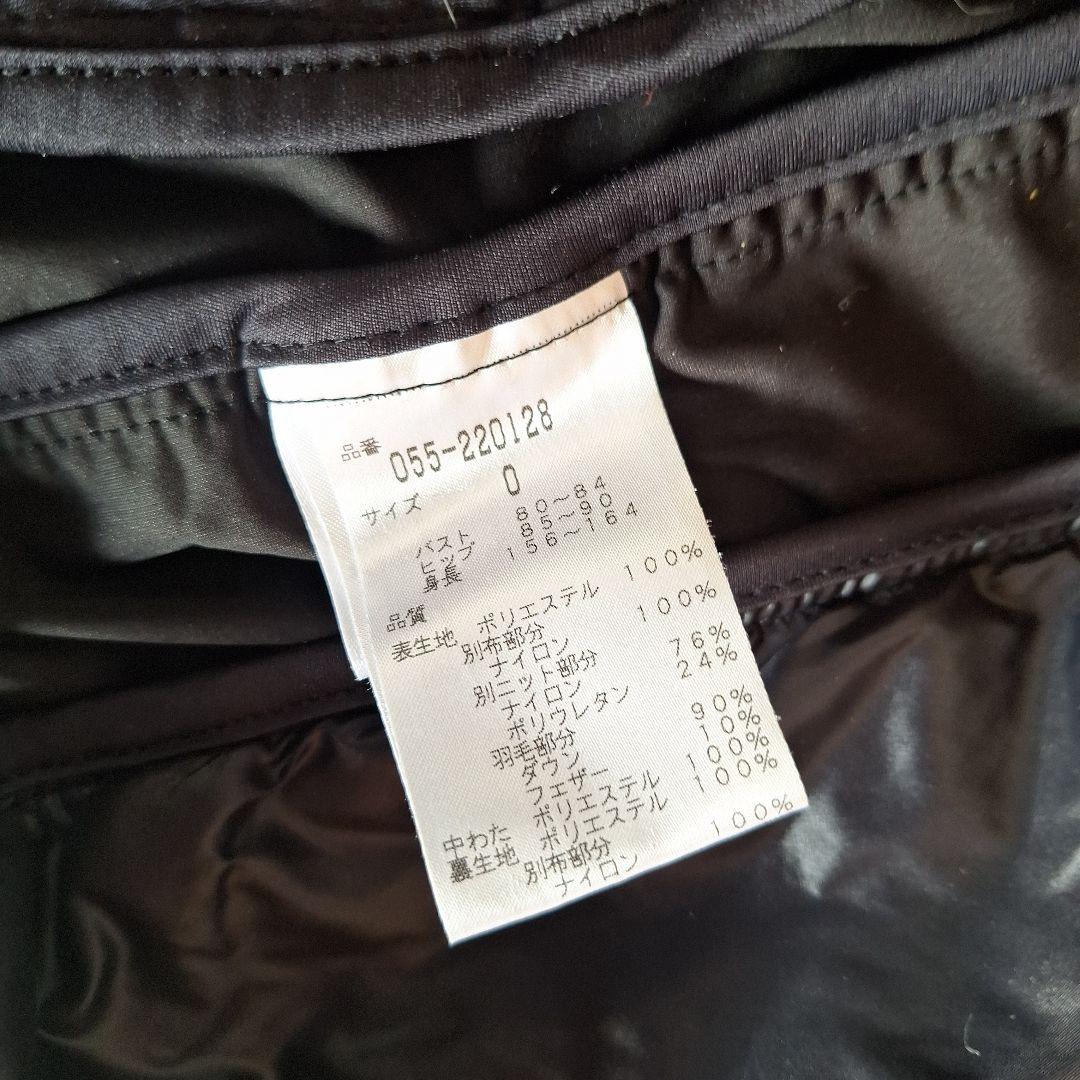 品番 055-220128
サイズ 0
バスト 80～84
ヒップ 85～90
身長 156～164
品質
表生地 ポリエステル 100%
別布部分
ナイロン 100%
別ニット部分
ナイロン 76%
ポリウレタン 24%
羽毛部分
ダウン 90%
フェザー 10%
中わた ポリエステル 100%
裏生地 ポリエステル 100%
別布部分
ナイロン 100%